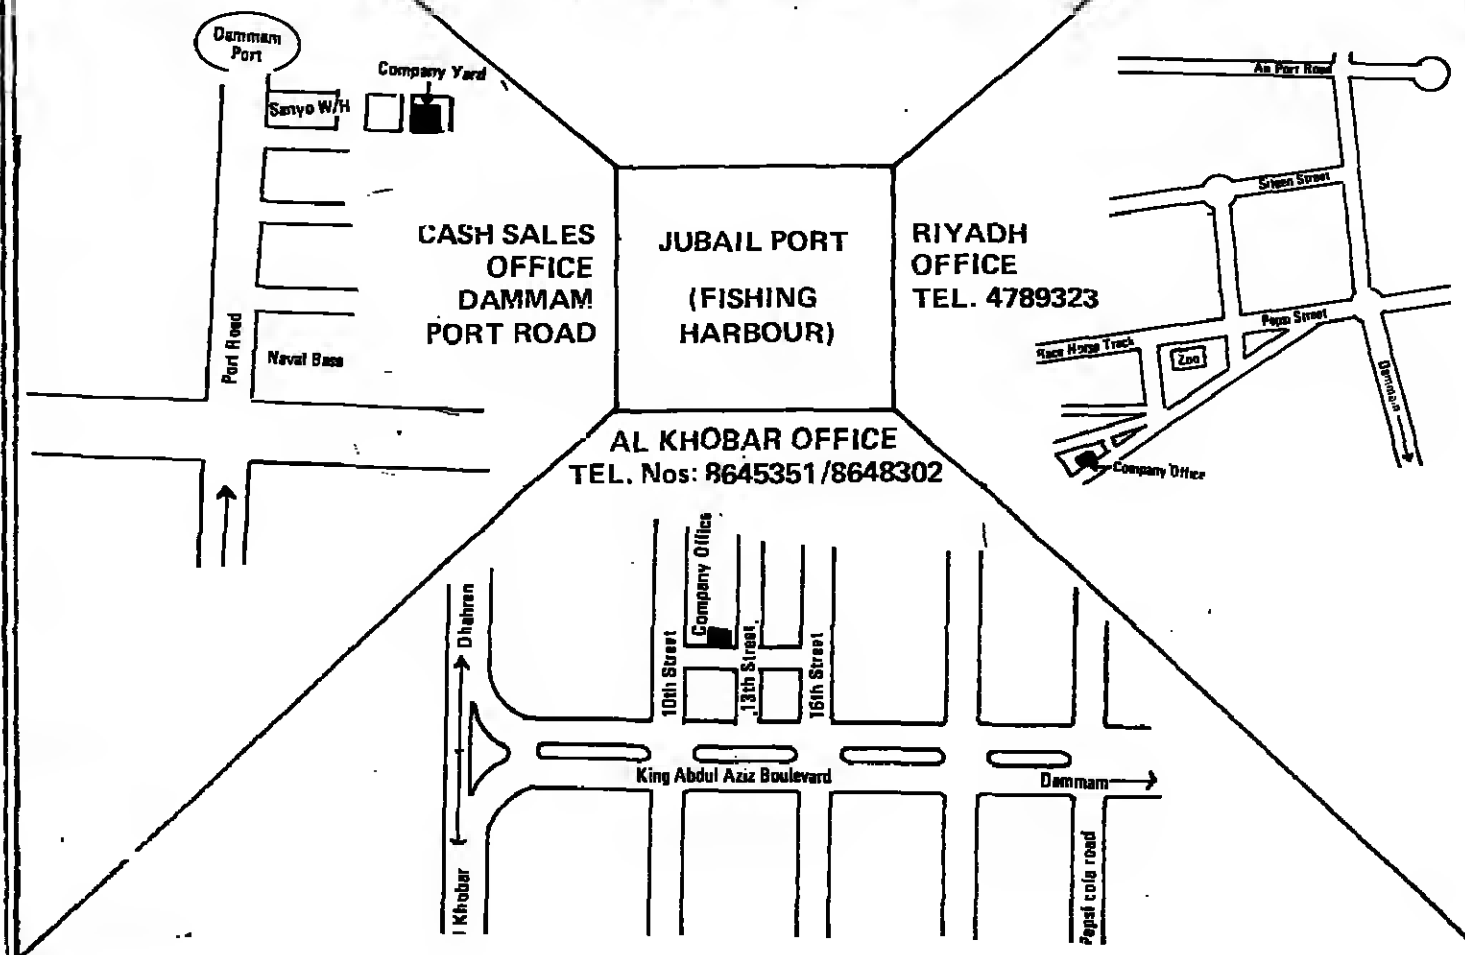 Dammam
Port
Company Yard
Sanyo W/H
CASH SALES
OFFICE
DAMMAM
PORT ROAD
Port Road
Naval Base
JUBAIL PORT
(FISHING
HARBOUR)
RIYADH
OFFICE
TEL. 4789323
Port Road
Street
Pepsi Street
Race Horse Track
Zoo
Dammam
Company Office
AL KHOBAR OFFICE
TEL. Nos: 8645351/8648302
Dhahran
10th Street
Company Office
13th Street
16th Street
King Abdul Aziz Boulevard
Dammam
Khobar
Pepsi cola road